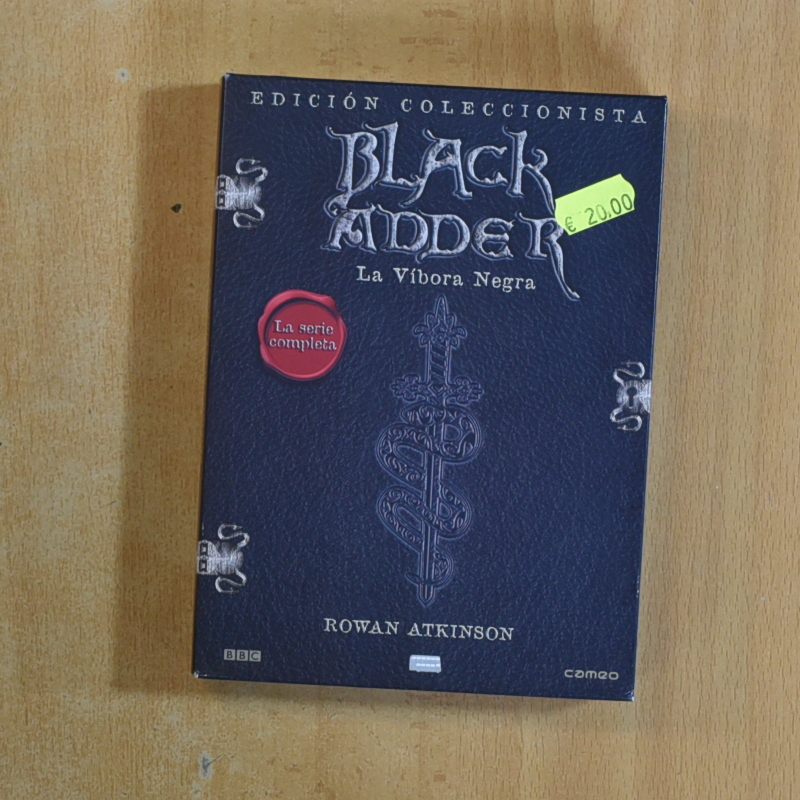 EDICIÓN COLECCIONISTA
BLACK
ADDER
€ 20,00
La Víbora Negra
La serie
completa
ROWAN ATKINSON
BBC
cameo